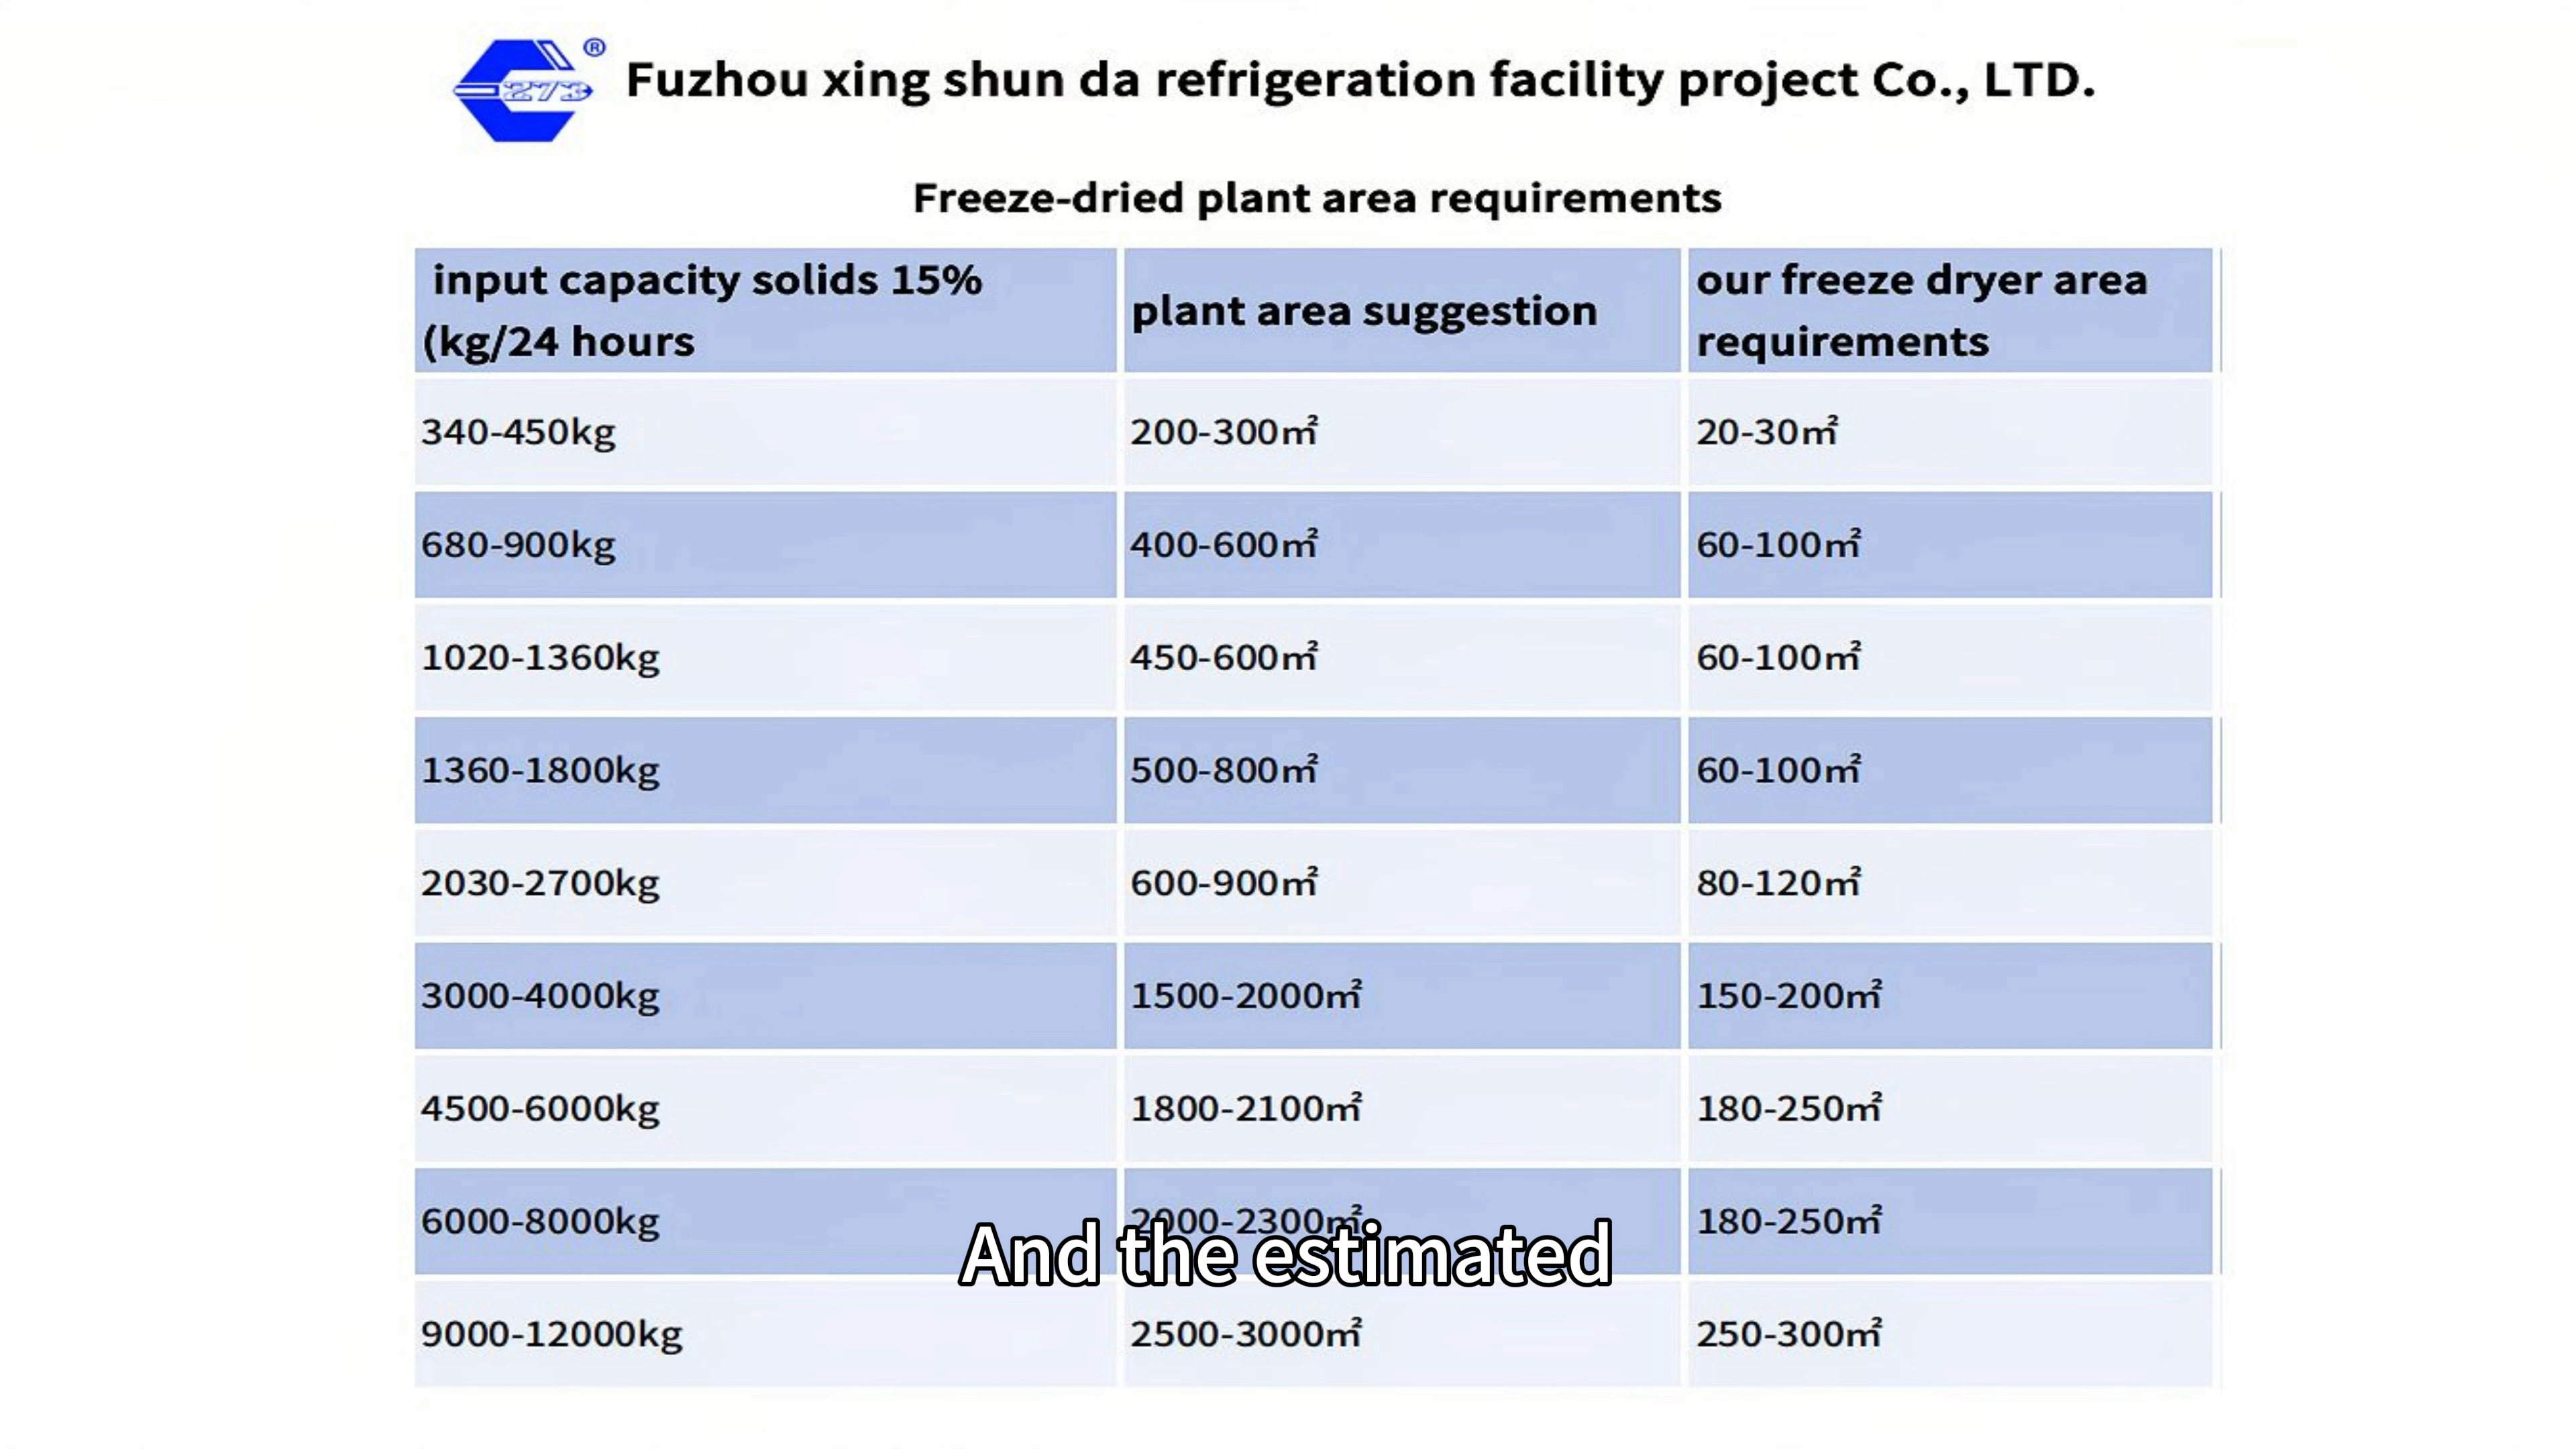 273 ®
Fuzhou xing shun da refrigeration facility project Co., LTD.
Freeze-dried plant area requirements
input capacity solids 15%
(kg/24 hours
plant area suggestion
our freeze dryer area
requirements
340-450kg 200-300㎡ 20-30㎡
680-900kg 400-600㎡ 60-100㎡
1020-1360kg 450-600㎡ 60-100㎡
1360-1800kg 500-800㎡ 60-100㎡
2030-2700kg 600-900㎡ 80-120㎡
3000-4000kg 1500-2000㎡ 150-200㎡
4500-6000kg 1800-2100㎡ 180-250㎡
6000-8000kg 2000-2300㎡ 180-250㎡
And the estimated
9000-12000kg 2500-3000㎡ 250-300㎡